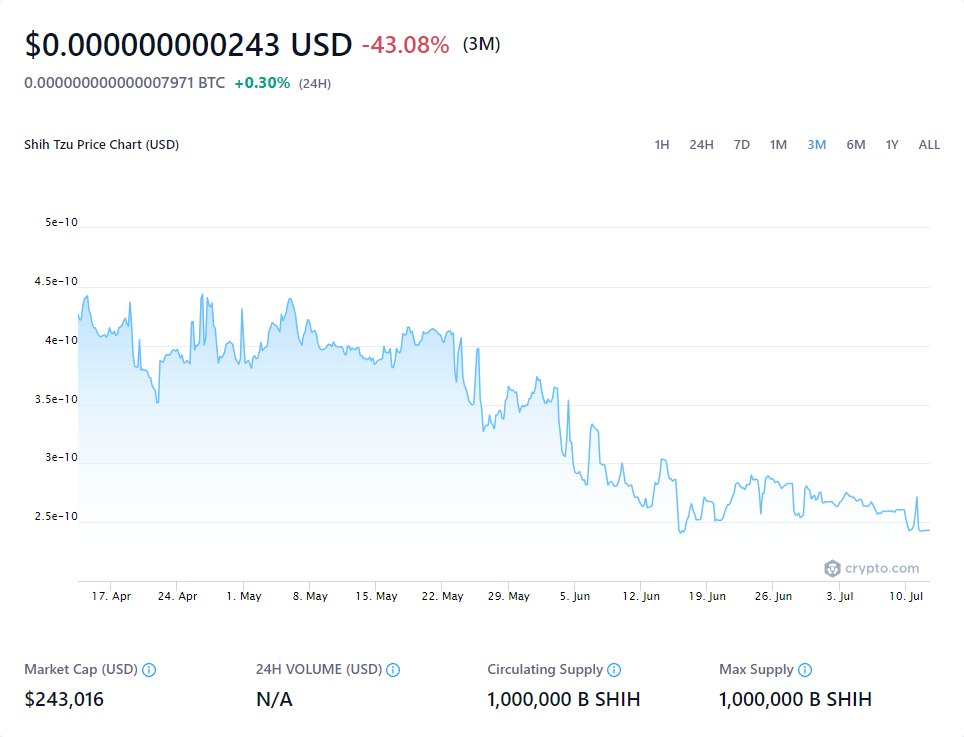 $0.000000000243 USD -43.08% (3M)
0.000000000000007971 BTC +0.30% (24H)
Shih Tzu Price Chart (USD) 1H 24H 7D 1M 3M 6M 1Y ALL
5e-10
4.5e-10
4e-10
3.5e-10
3e-10
2.5e-10
crypto.com
17. Apr 24. Apr 1. May 8. May 15. May 22. May 29. May 5. Jun 12. Jun 19. Jun 26. Jun 3. Jul 10. Jul
Market Cap (USD) 24H VOLUME (USD) Circulating Supply Max Supply
$243,016 N/A 1,000,000 B SHIH 1,000,000 B SHIH